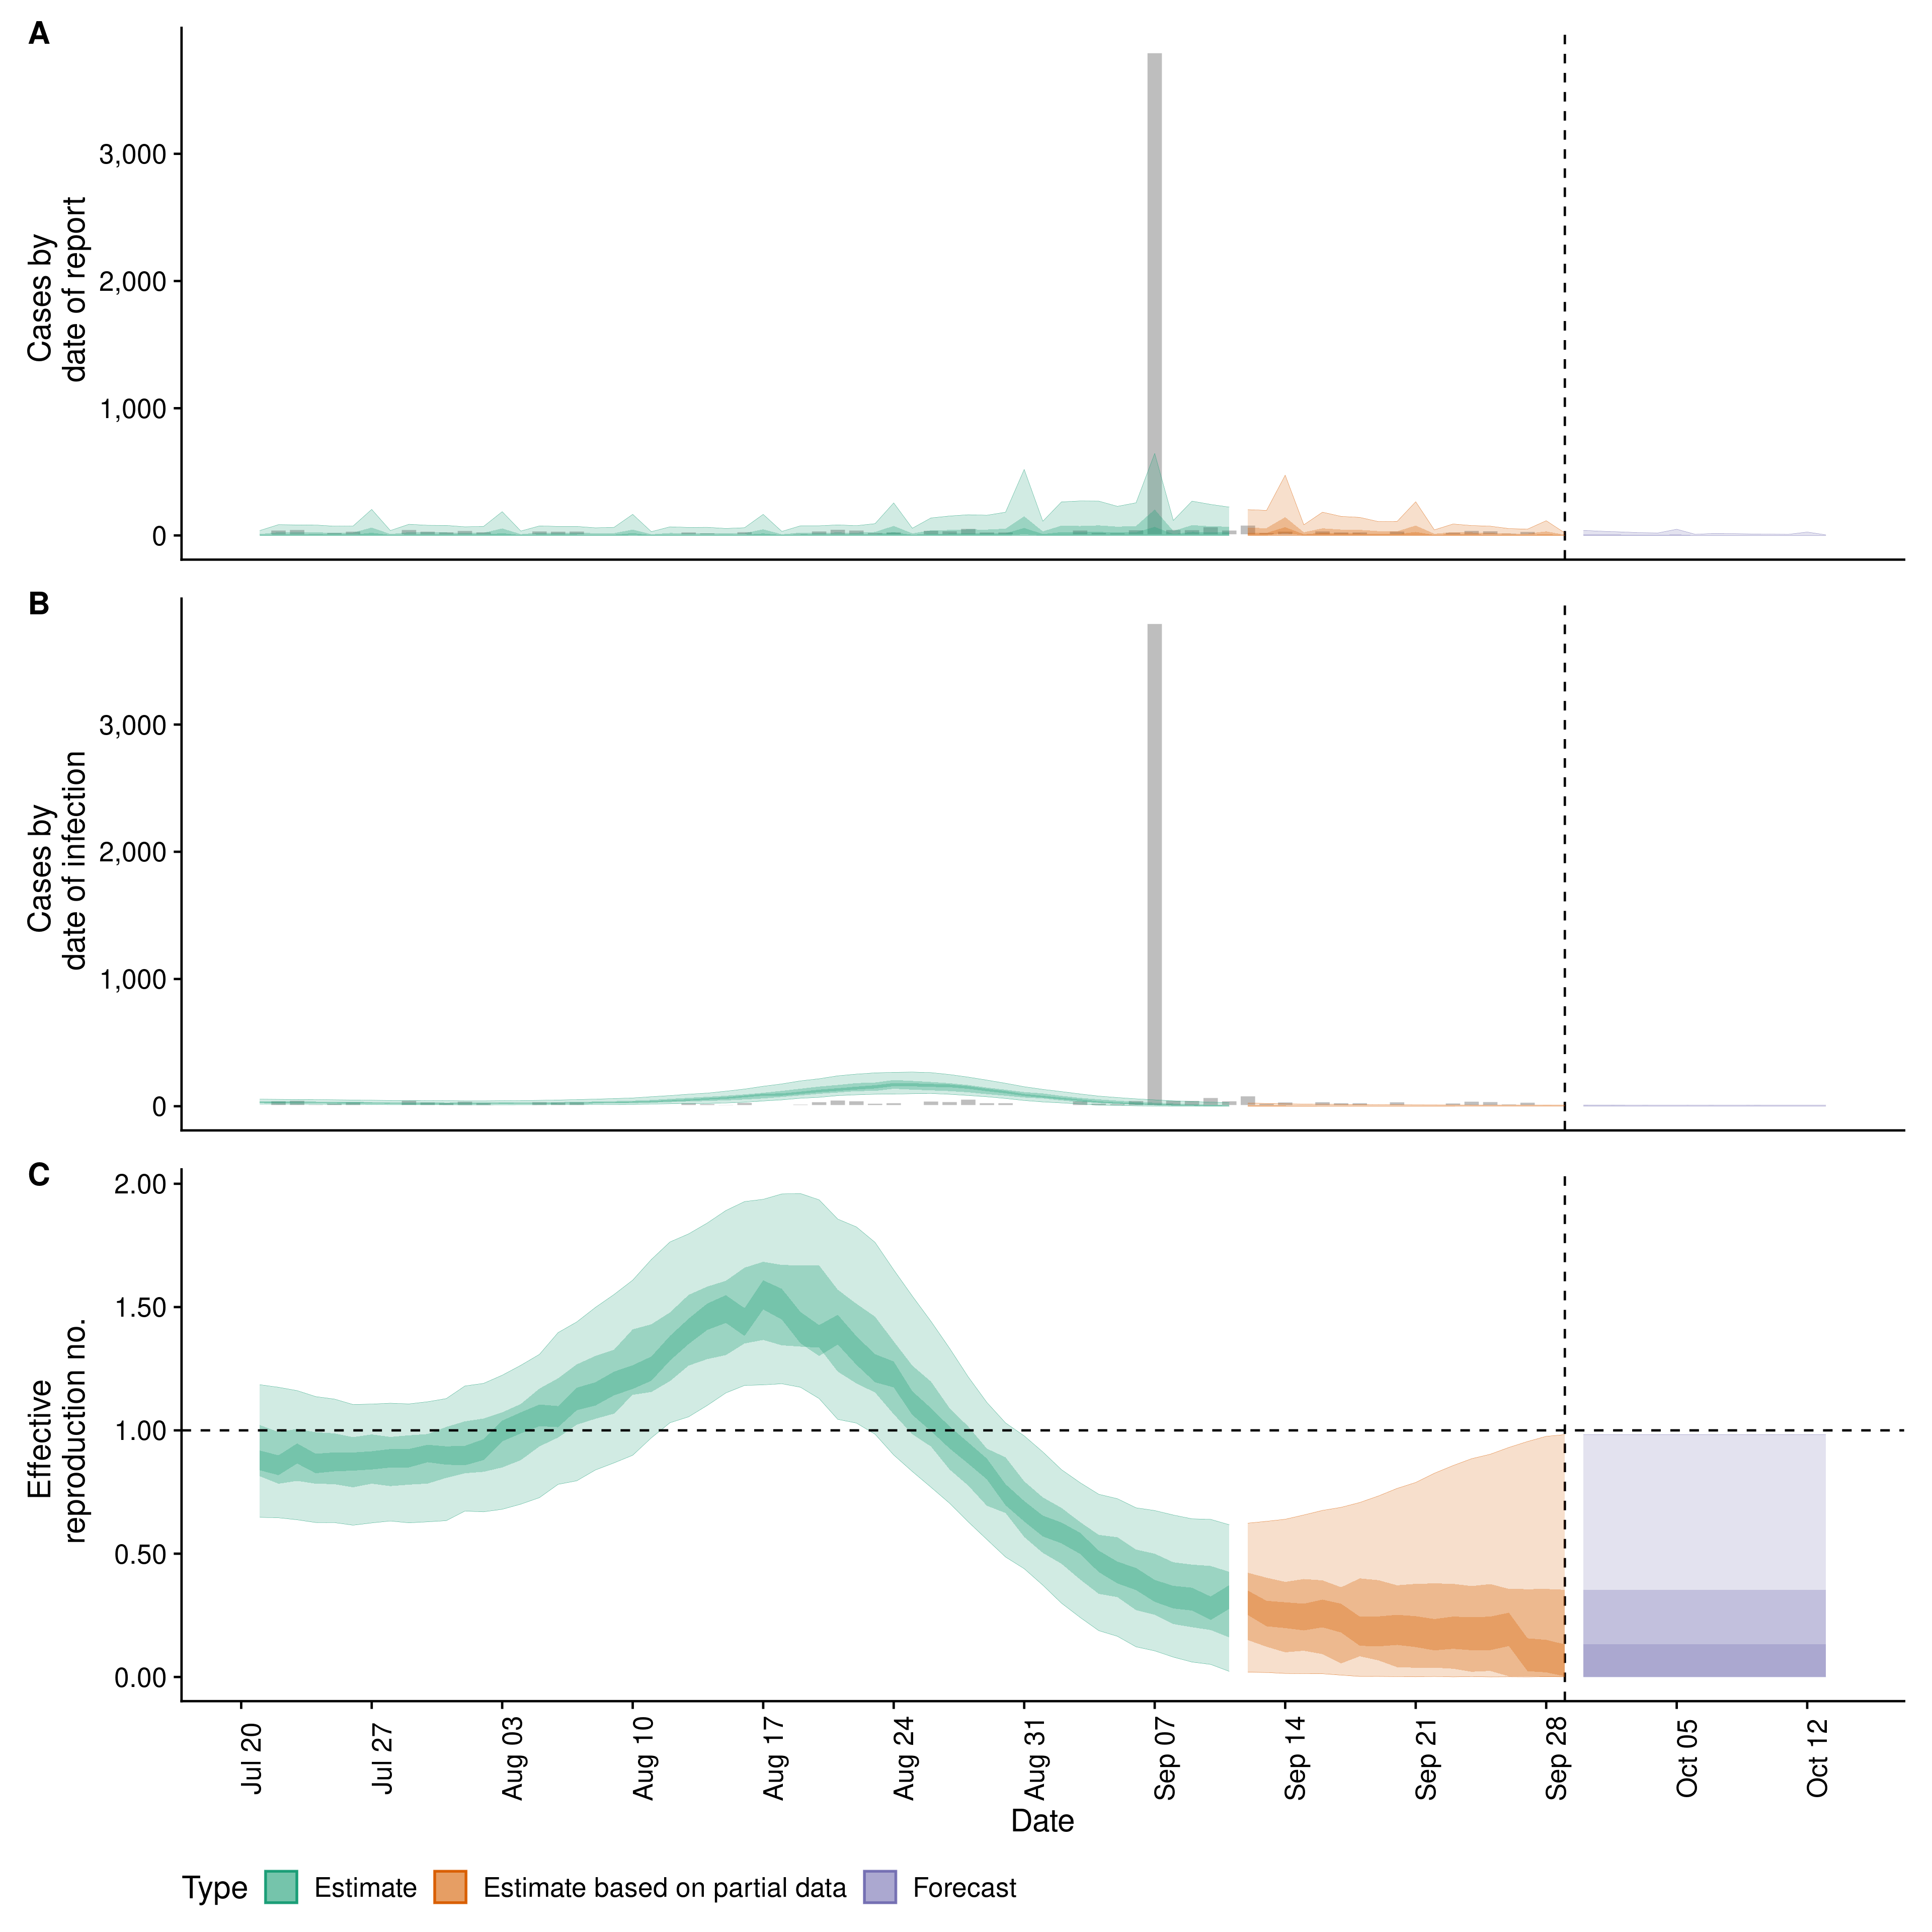 A
Cases by
date of report
3,000
2,000
1,000
0
B
Cases by
date of infection
3,000
2,000
1,000
0
C
Effective
reproduction no.
2.00
1.50
1.00
0.50
0.00
Jul 20
Jul 27
Aug 03
Aug 10
Aug 17
Aug 24
Aug 31
Sep 07
Sep 14
Sep 21
Sep 28
Oct 05
Oct 12
Date
Type
Estimate
Estimate based on partial data
Forecast